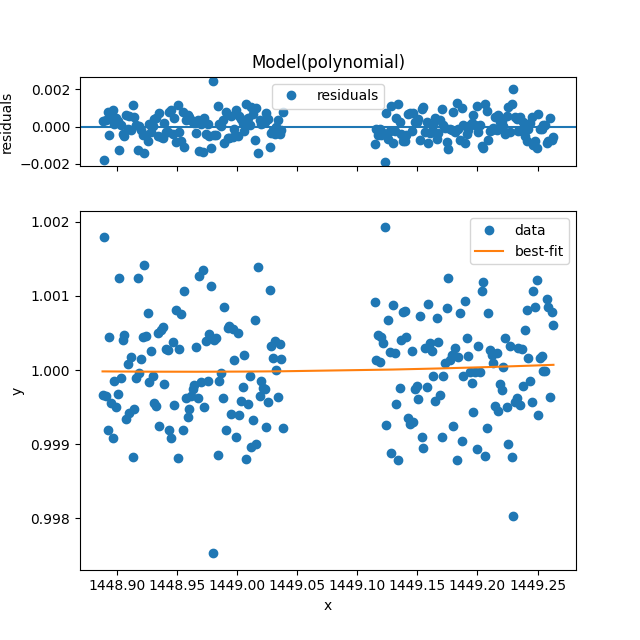 Model(polynomial)
residuals
0.002
0.000
−0.002
residuals
1.002
1.001
1.000
0.999
0.998
y
data
best-fit
1448.90 1448.95 1449.00 1449.05 1449.10 1449.15 1449.20 1449.25
x